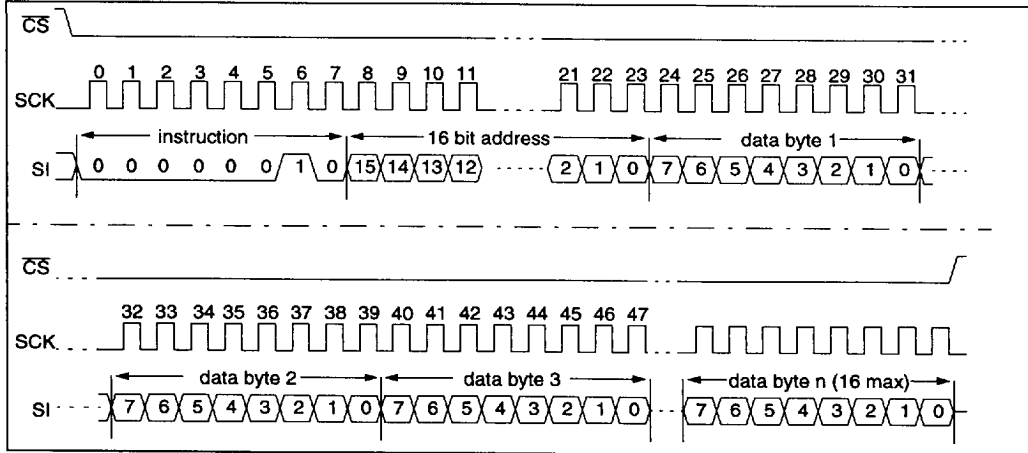 CS
0 1 2 3 4 5 6 7 8 9 10 11 21 22 23 24 25 26 27 28 29 30 31
SCK
instruction 16 bit address data byte 1
SI 0 0 0 0 0 0 1 0 15 14 13 12 2 1 0 7 6 5 4 3 2 1 0
CS
32 33 34 35 36 37 38 39 40 41 42 43 44 45 46 47
SCK
data byte 2 data byte 3 data byte n (16 max)
SI 7 6 5 4 3 2 1 0 7 6 5 4 3 2 1 0 7 6 5 4 3 2 1 0